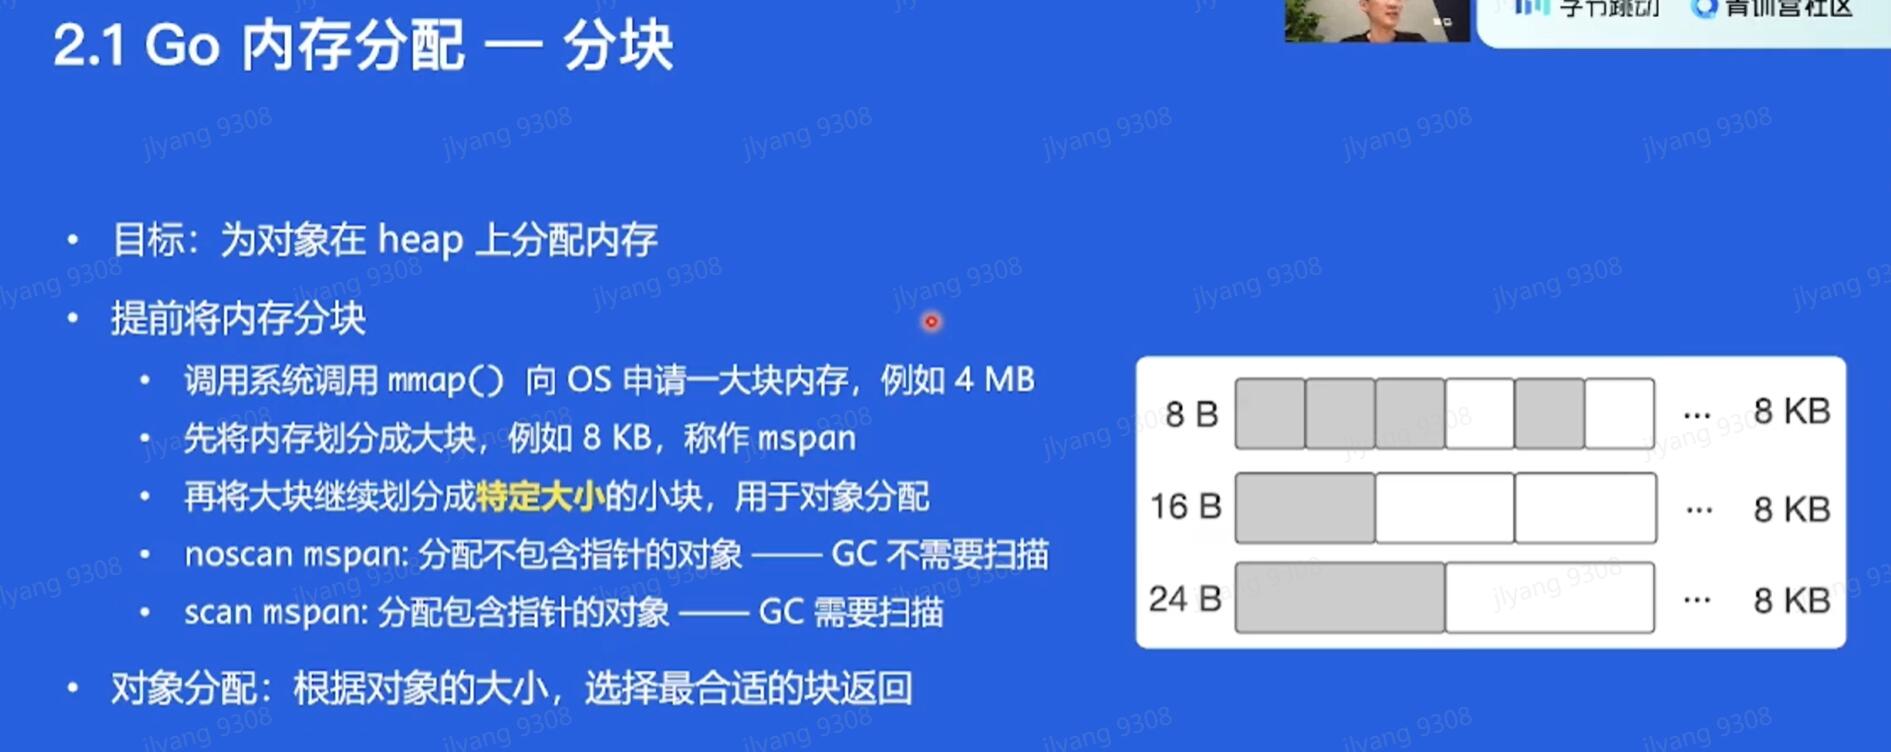 2.1 Go 内存分配 — 分块
字节跳动 青训营社区
• 目标：为对象在 heap 上分配内存
• 提前将内存分块
• 调用系统调用 mmap() 向 OS 申请一大块内存，例如 4 MB
• 先将内存划分成大块，例如 8 KB，称作 mspan
• 再将大块继续划分成特定大小的小块，用于对象分配
• noscan mspan: 分配不包含指针的对象 —— GC 不需要扫描
• scan mspan: 分配包含指针的对象 —— GC 需要扫描
• 对象分配：根据对象的大小，选择最合适的块返回
8 B ... 8 KB
16 B ... 8 KB
24 B ... 8 KB
jlyang 9308